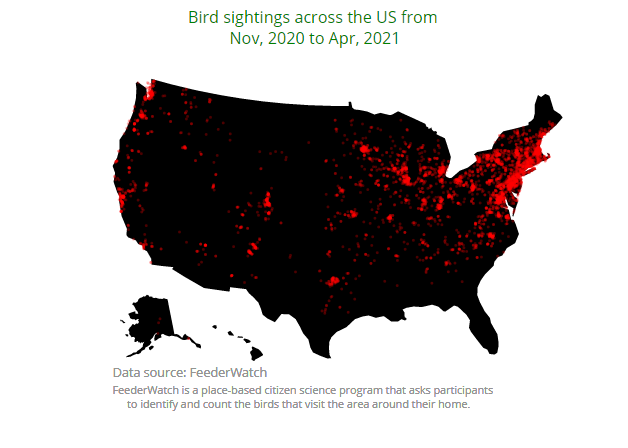 Bird sightings across the US from
Nov, 2020 to Apr, 2021
Data source: FeederWatch
FeederWatch is a place-based citizen science program that asks participants
to identify and count the birds that visit the area around their home.